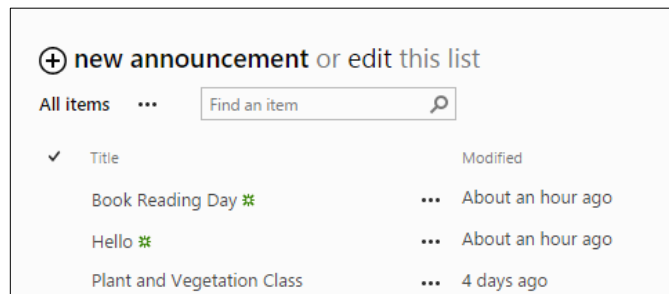 new announcement or edit this list
All items ••• Find an item
Title Modified
Book Reading Day ••• About an hour ago
Hello ••• About an hour ago
Plant and Vegetation Class ••• 4 days ago